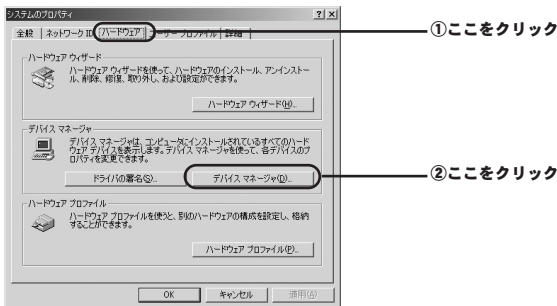 システムのプロパティ
全般 ネットワーク ID ハードウェア ユーザー プロファイル 詳細
①ここをクリック
ハードウェア ウィザード
ハードウェア ウィザードを使って、ハードウェアのインストール、アンインストー
ル、削除、修復、取り外し、および設定ができます。
ハードウェア ウィザード(H)...
デバイス マネージャ
デバイス マネージャは、コンピュータにインストールされているすべてのハード
ウェア デバイスを表示します。デバイス マネージャを使って、各デバイスのプ
ロパティを変更できます。
ドライバの署名(S)...
デバイス マネージャ(D)...
②ここをクリック
ハードウェア プロファイル
ハードウェア プロファイルを使うと、別のハードウェアの構成を設定し、格納
することができます。
ハードウェア プロファイル(P)...
OK キャンセル 適用(A)